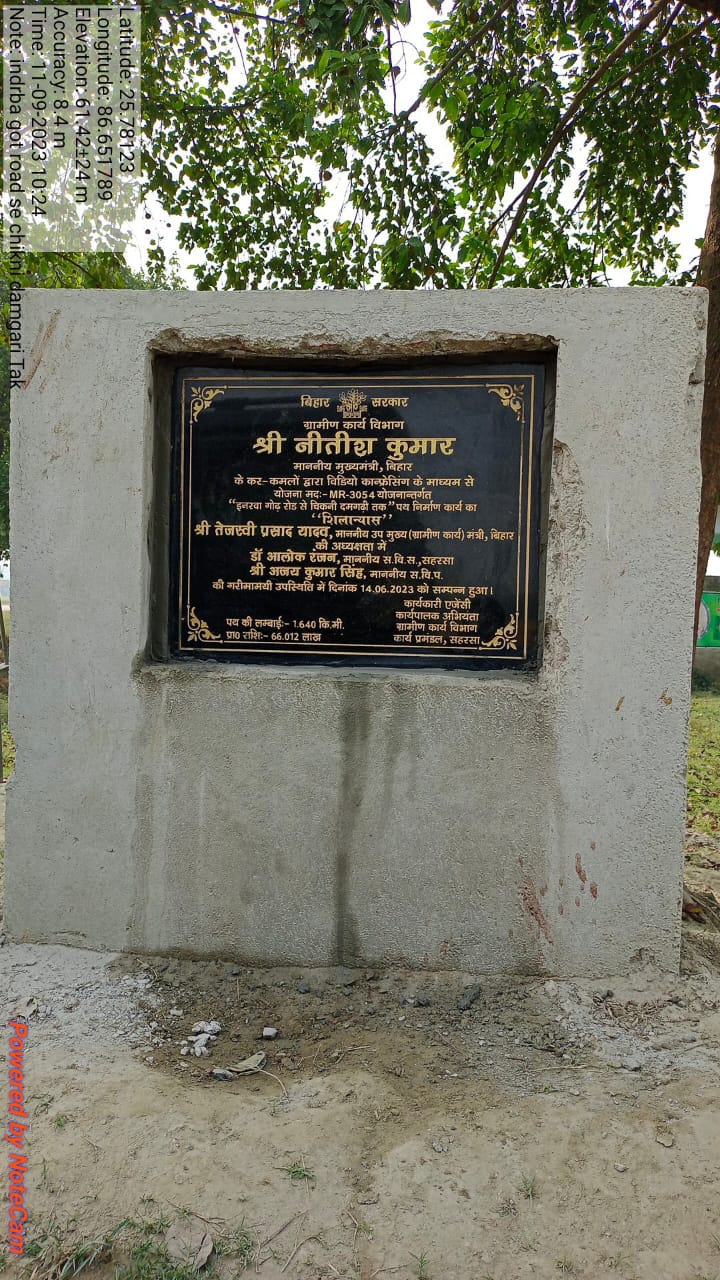 Latitude: 25.78123
Longitude: 86.651789
Elevation: 61.42±24 m
Accuracy: 8.4 m
Time: 11-09-2023 10:24
Note: indrba got road se chikni damgari Tak
बिहार सरकार
ग्रामीण कार्य विभाग
श्री नीतीश कुमार
माननीय मुख्यमंत्री, बिहार
के कर-कमलों द्वारा विडियो कान्फ्रेसिंग के माध्यम से
योजना मदः- MR-3054 योजनान्तर्गत
“इनरवा गोढ़ रोड से चिकनी दमगढ़ी तक” पथ निर्माण कार्य का
“शिलान्यास”
श्री तेजस्वी प्रसाद यादव, माननीय उप मुख्य (ग्रामीण कार्य) मंत्री, बिहार
की अध्यक्षता में
डॉ आलोक रंजन, माननीय स.वि.स.,सहरसा
श्री अजय कुमार सिंह, माननीय स.वि.प.
की गरीमामयी उपस्थिति में दिनांक 14.06.2023 को सम्पन्न हुआ।
पथ की लम्बाई:- 1.640 कि.मी.
प्रा0 राशि:- 66.012 लाख
कार्यकारी एजेंसी
कार्यपालक अभियंता
ग्रामीण कार्य विभाग
कार्य प्रमंडल, सहरसा
Powered by NoteCam